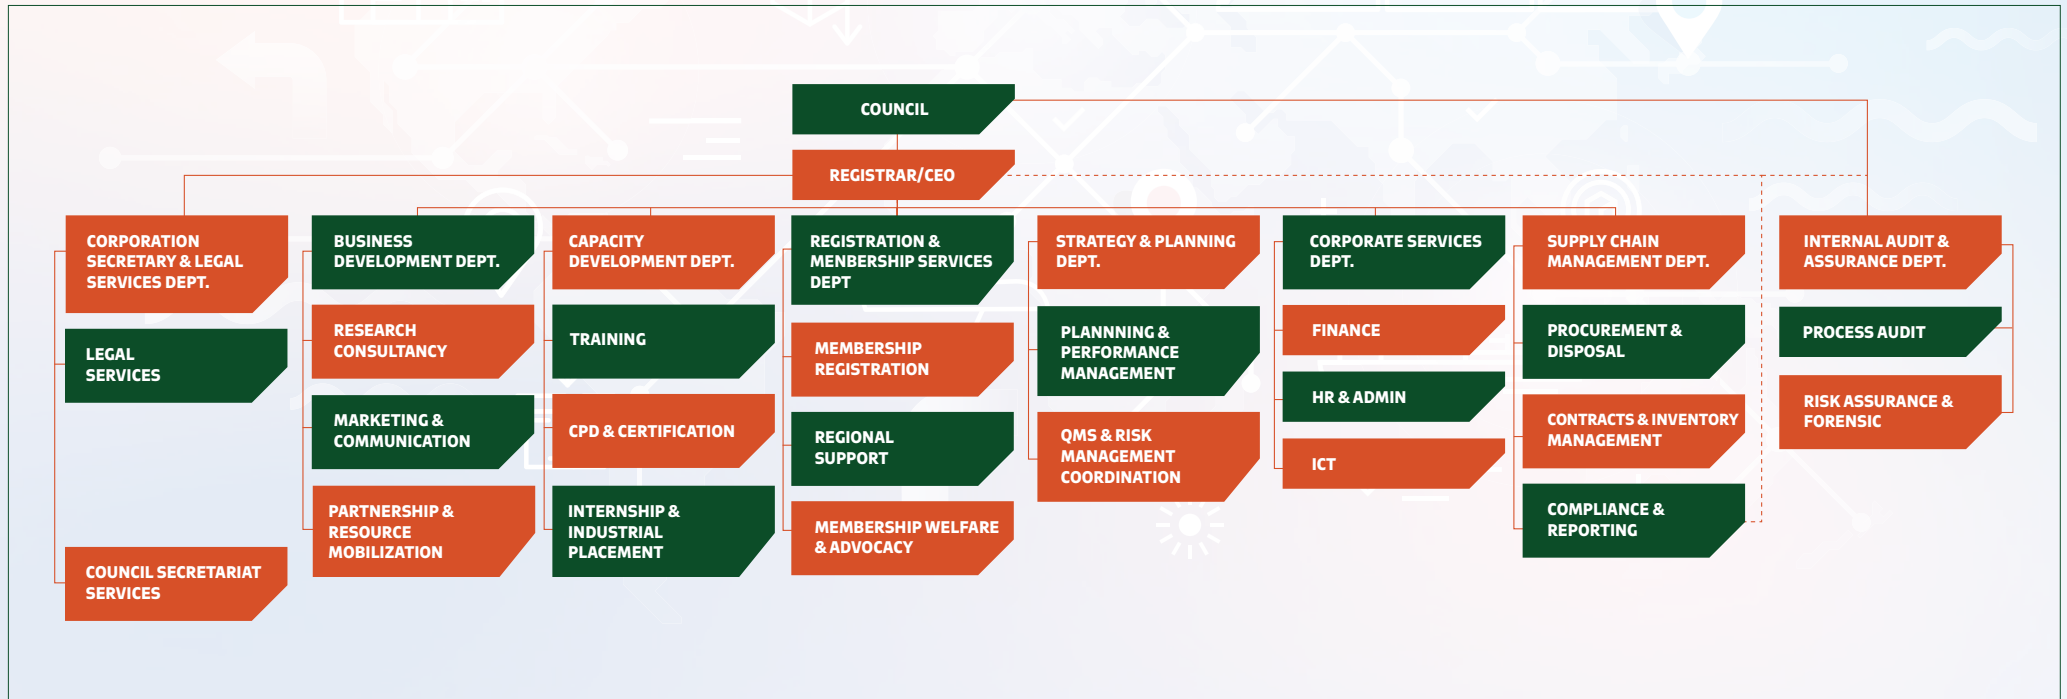 COUNCIL
REGISTRAR/CEO
CORPORATION
SECRETARY & LEGAL
SERVICES DEPT.
LEGAL
SERVICES
COUNCIL SECRETARIAT
SERVICES
BUSINESS
DEVELOPMENT DEPT.
RESEARCH
CONSULTANCY
MARKETING &
COMMUNICATION
PARTNERSHIP &
RESOURCE
MOBILIZATION
CAPACITY
DEVELOPMENT DEPT.
TRAINING
CPD & CERTIFICATION
INTERNSHIP &
INDUSTRIAL
PLACEMENT
REGISTRATION &
MENBERSHIP SERVICES
DEPT
MEMBERSHIP
REGISTRATION
REGIONAL
SUPPORT
MEMBERSHIP WELFARE
& ADVOCACY
STRATEGY & PLANNING
DEPT.
PLANNNING &
PERFORMANCE
MANAGEMENT
QMS & RISK
MANAGEMENT
COORDINATION
CORPORATE SERVICES
DEPT.
FINANCE
HR & ADMIN
ICT
SUPPLY CHAIN
MANAGEMENT DEPT.
PROCUREMENT &
DISPOSAL
CONTRACTS & INVENTORY
MANAGEMENT
COMPLIANCE &
REPORTING
INTERNAL AUDIT &
ASSURANCE DEPT.
PROCESS AUDIT
RISK ASSURANCE &
FORENSIC